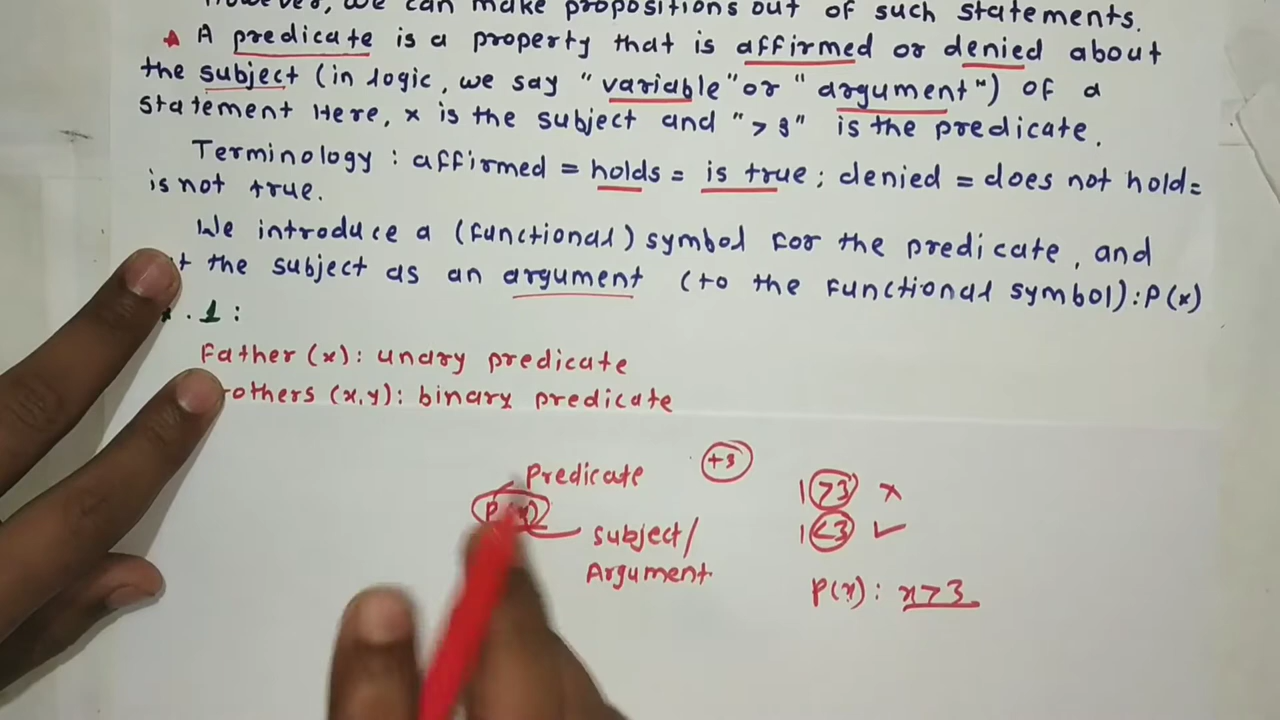 However, we can make propositions out of such statements.
A predicate is a property that is affirmed or denied about
the subject (in logic, we say "variable" or "argument") of a
statement Here, x is the subject and "> 3" is the predicate.
Terminology : affirmed = holds = is true; denied = does not hold =
is not true.
We introduce a (functional) symbol for the predicate, and
the subject as an argument (to the functional symbol): P(x)
. 1 :
Father (x) : unary predicate
rothers (x,y) : binary predicate
Predicate
P(x)
Subject/
Argument
+3
1 >3 ×
1 <3 ✓
P(x) : x>3